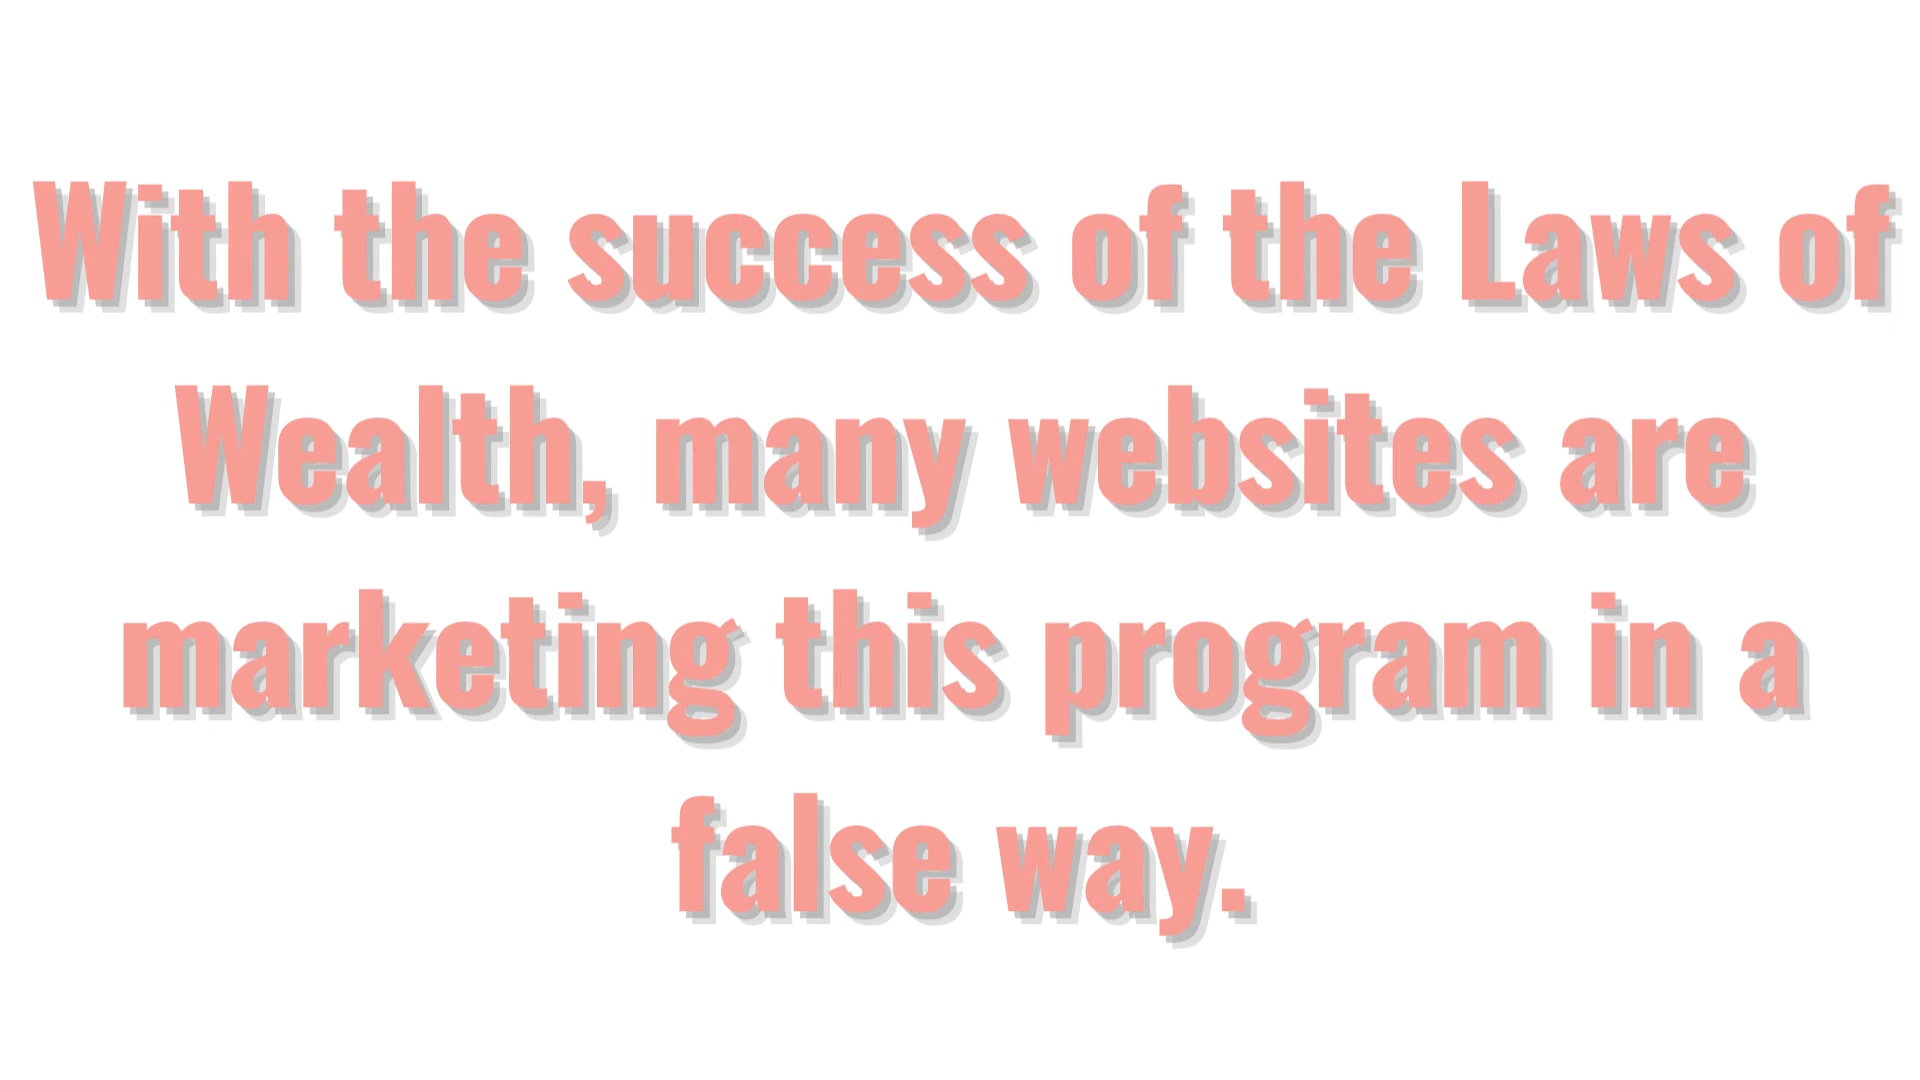 With the success of the Laws of
Wealth, many websites are
marketing this program in a
false way.